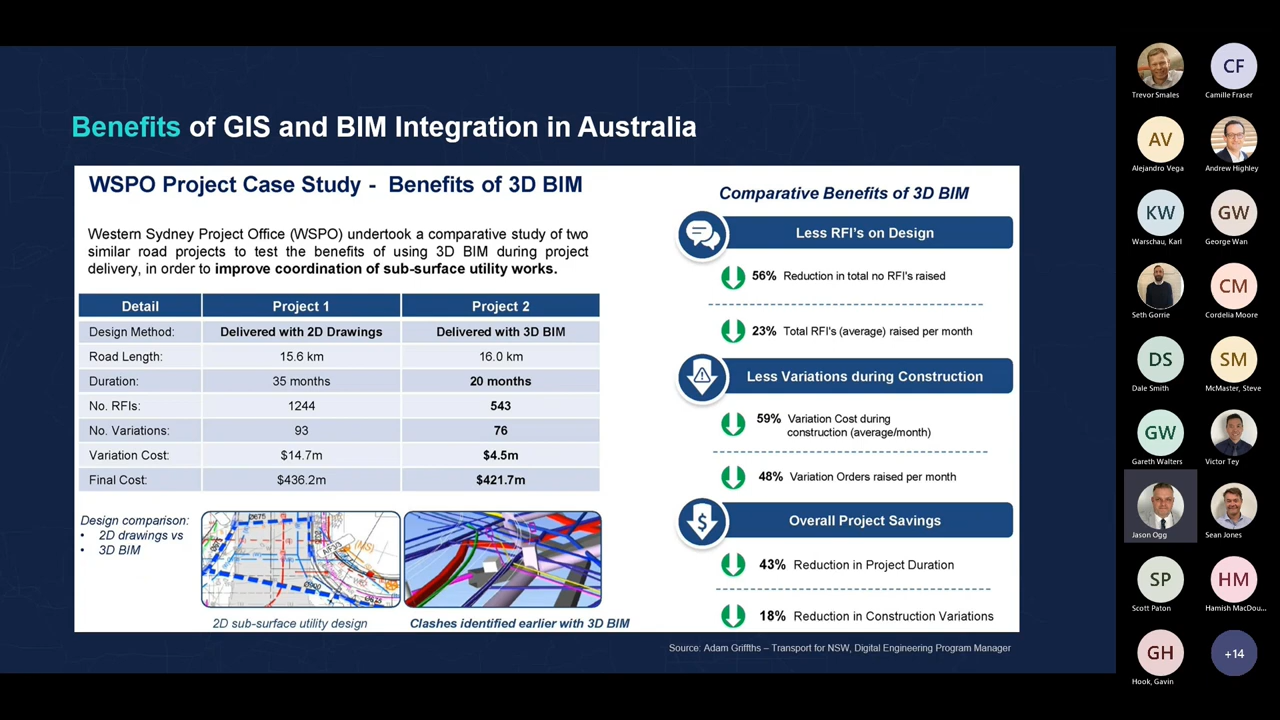 Benefits of GIS and BIM Integration in Australia
WSPO Project Case Study - Benefits of 3D BIM
Western Sydney Project Office (WSPO) undertook a comparative study of two
similar road projects to test the benefits of using 3D BIM during project
delivery, in order to improve coordination of sub-surface utility works.
Detail Project 1 Project 2
Design Method: Delivered with 2D Drawings Delivered with 3D BIM
Road Length: 15.6 km 16.0 km
Duration: 35 months 20 months
No. RFIs: 1244 543
No. Variations: 93 76
Variation Cost: $14.7m $4.5m
Final Cost: $436.2m $421.7m
Design comparison:
• 2D drawings vs
• 3D BIM
Ø675
Ø900
(MS)
2D sub-surface utility design
Clashes identified earlier with 3D BIM
Comparative Benefits of 3D BIM
Less RFI's on Design
56% Reduction in total no RFI's raised
23% Total RFI's (average) raised per month
Less Variations during Construction
59% Variation Cost during
construction (average/month)
48% Variation Orders raised per month
$
Overall Project Savings
43% Reduction in Project Duration
18% Reduction in Construction Variations
Source: Adam Griffths – Transport for NSW, Digital Engineering Program Manager
Trevor Smales
CF
Camille Fraser
AV
Alejandro Vega
Andrew Highley
KW
Warschau, Karl
GW
George Wan
Seth Gorrie
CM
Cordelia Moore
DS
Dale Smith
SM
McMaster, Steve
GW
Gareth Walters
Victor Tey
Jason Ogg
Sean Jones
SP
Scott Paton
HM
Hamish MacDou...
GH
Hook, Gavin
+14